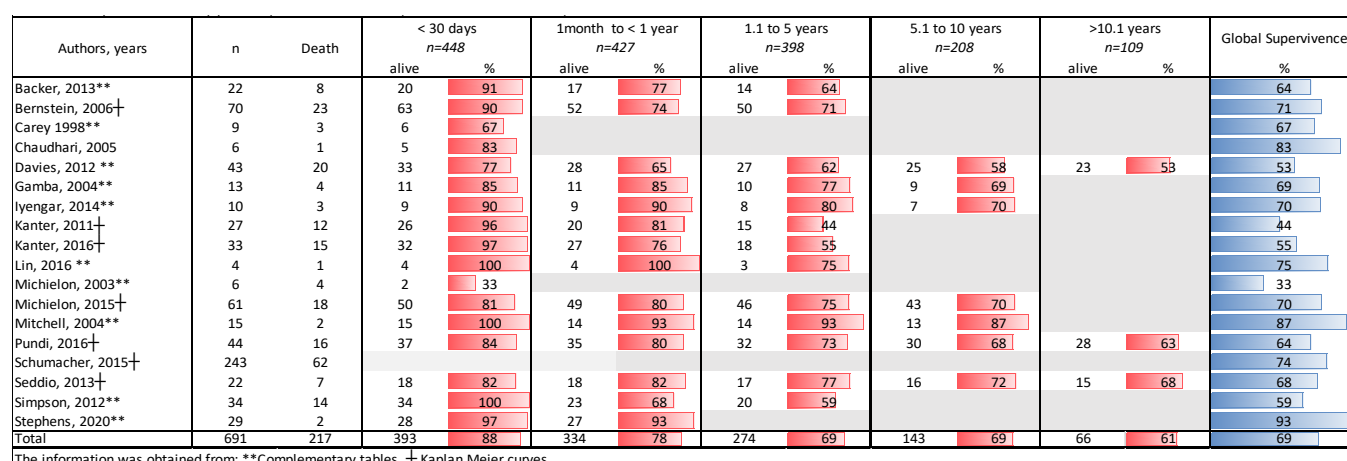 Authors, years n Death < 30 days 1month to < 1 year 1.1 to 5 years 5.1 to 10 years >10.1 years Global Supervivence
n=448 n=427 n=398 n=208 n=109
alive % alive % alive % alive % alive % %
Backer, 2013** 22 8 20 91 17 77 14 64 64
Bernstein, 2006┼ 70 23 63 90 52 74 50 71 71
Carey 1998** 9 3 6 67 67
Chaudhari, 2005 6 1 5 83 83
Davies, 2012 ** 43 20 33 77 28 65 27 62 25 58 23 53 53
Gamba, 2004** 13 4 11 85 11 85 10 77 9 69 69
Iyengar, 2014** 10 3 9 90 9 90 8 80 7 70 70
Kanter, 2011┼ 27 12 26 96 20 81 15 44 44
Kanter, 2016┼ 33 15 32 97 27 76 18 55 55
Lin, 2016 ** 4 1 4 100 4 100 3 75 75
Michielon, 2003** 6 4 2 33 33
Michielon, 2015┼ 61 18 50 81 49 80 46 75 43 70 70
Mitchell, 2004** 15 2 15 100 14 93 14 93 13 87 87
Pundi, 2016┼ 44 16 37 84 35 80 32 73 30 68 28 63 64
Schumacher, 2015┼ 243 62 74
Seddio, 2013┼ 22 7 18 82 18 82 17 77 16 72 15 68 68
Simpson, 2012** 34 14 34 100 23 68 20 59 59
Stephens, 2020** 29 2 28 97 27 93 93
Total 691 217 393 88 334 78 274 69 143 69 66 61 69
The information was obtained from: **Complementary tables, ┼ Kaplan Meier curves